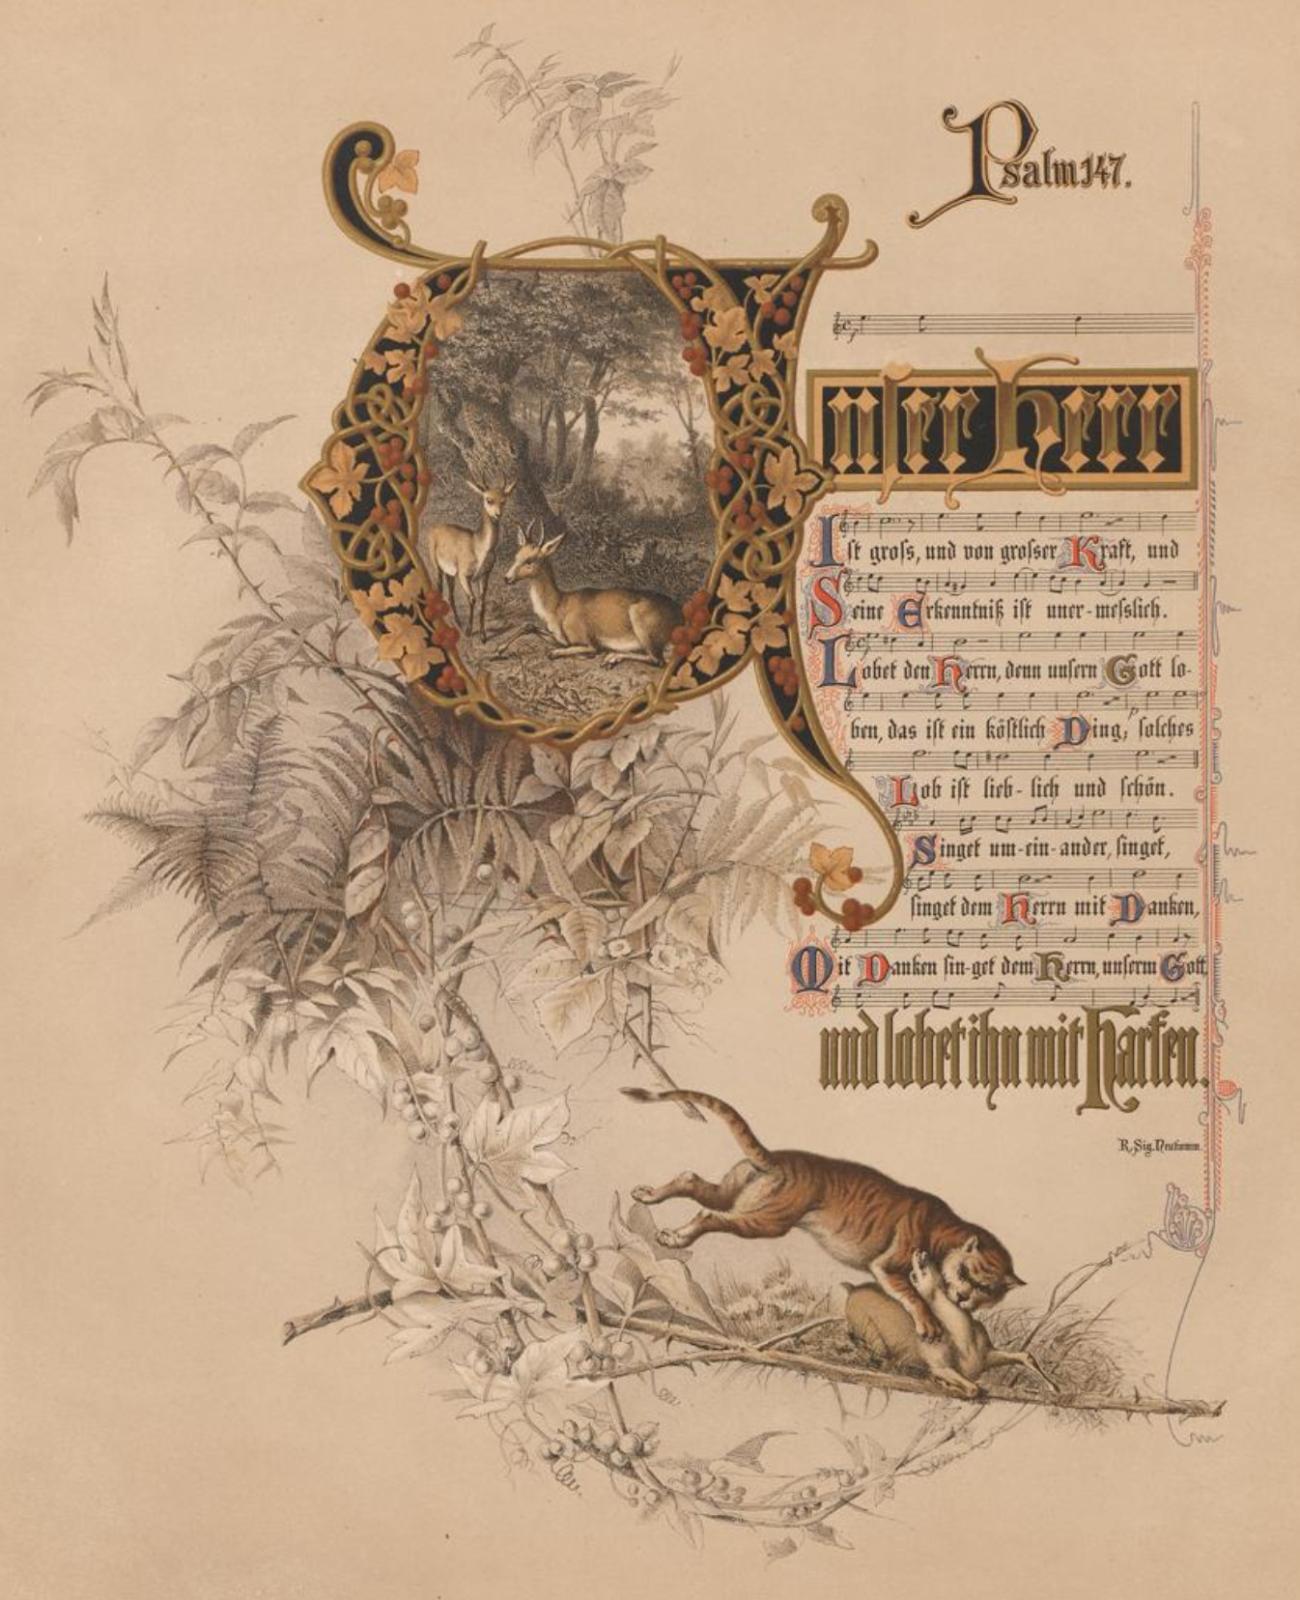 Psalm 147.
Unser Herr
Ist groſs, und von groſser Kraft, und
Seine Erkenntniß iſt uner-meſslich.
Lobet den Herrn, denn unſern Gott lo-
ben, das iſt ein köſtlich Ding, ſolches
Lob iſt lieb-lich und ſchön.
Singet um-ein-ander, ſinget,
ſinget dem Herrn mit Danken,
Mit Danken ſin-get dem Herrn, unſerm Gott
und lobet ihn mit Harfen.
R. Sig. Neukomm.